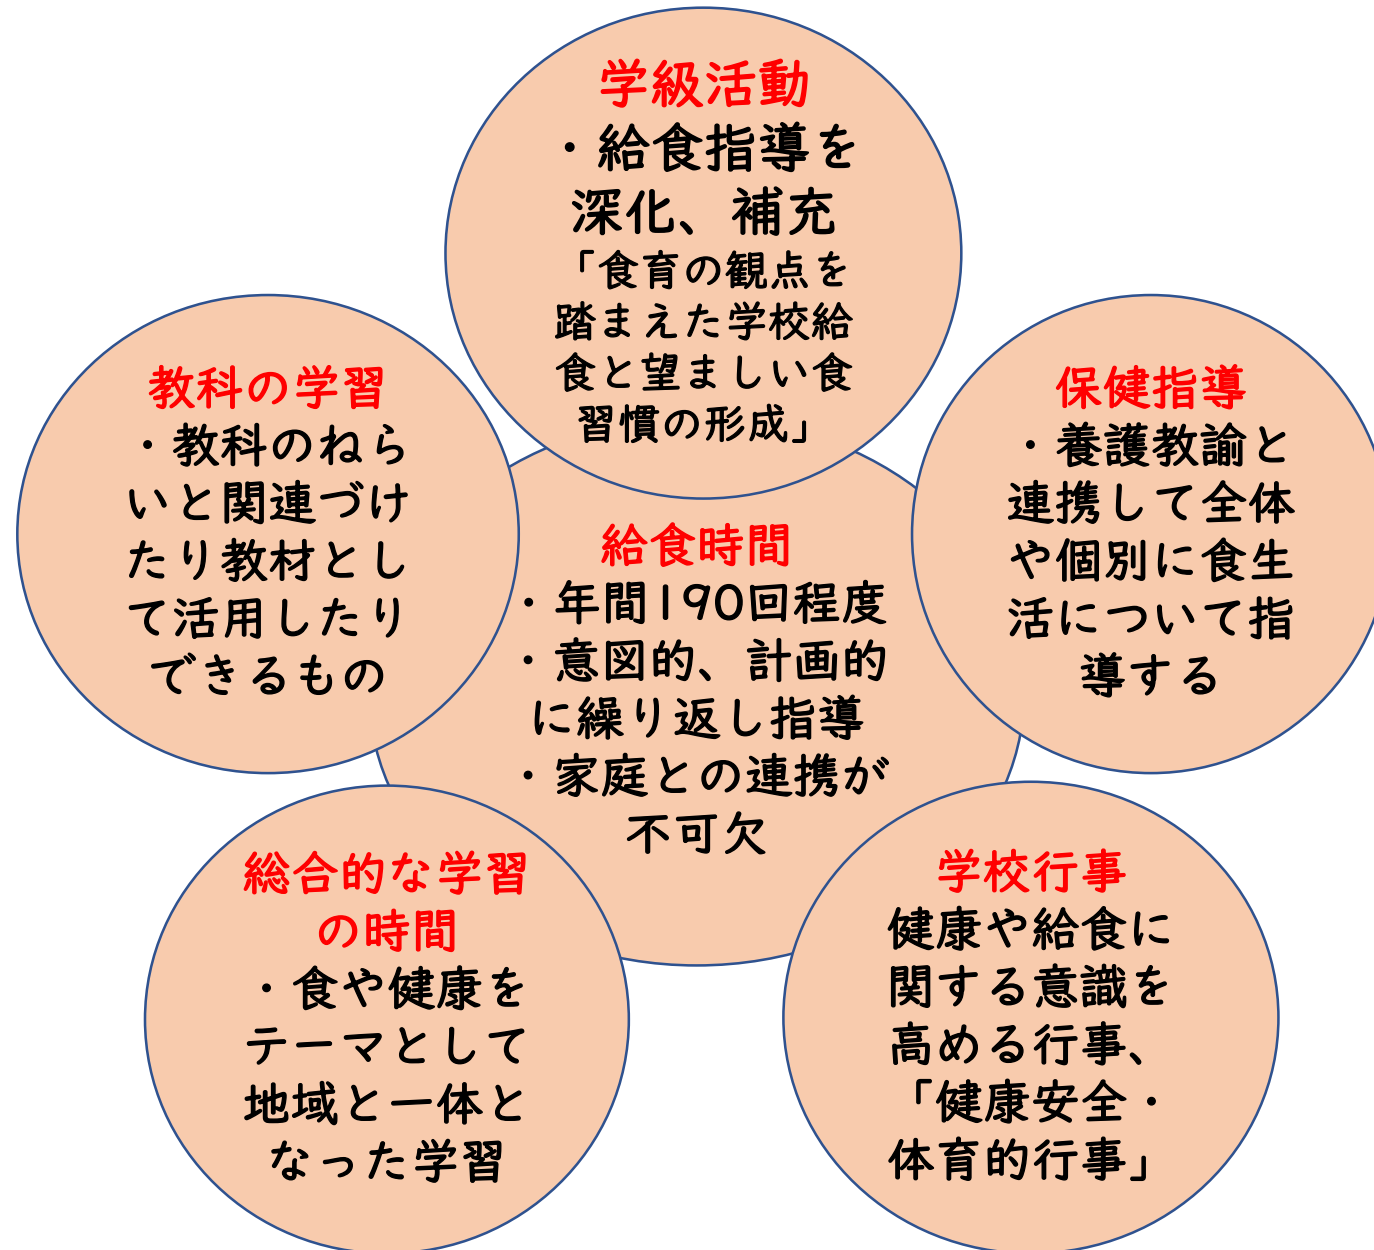 学級活動
・給食指導を
深化、補充
「食育の観点を
踏まえた学校給
食と望ましい食
習慣の形成」
教科の学習
・教科のねら
いと関連づけ
たり教材とし
て活用したり
できるもの
給食時間
・年間190回程度
・意図的、計画的
に繰り返し指導
・家庭との連携が
不可欠
保健指導
・養護教諭と
連携して全体
や個別に食生
活について指
導する
総合的な学習
の時間
・食や健康を
テーマとして
地域と一体と
なった学習
学校行事
健康や給食に
関する意識を
高める行事、
「健康安全・
体育的行事」